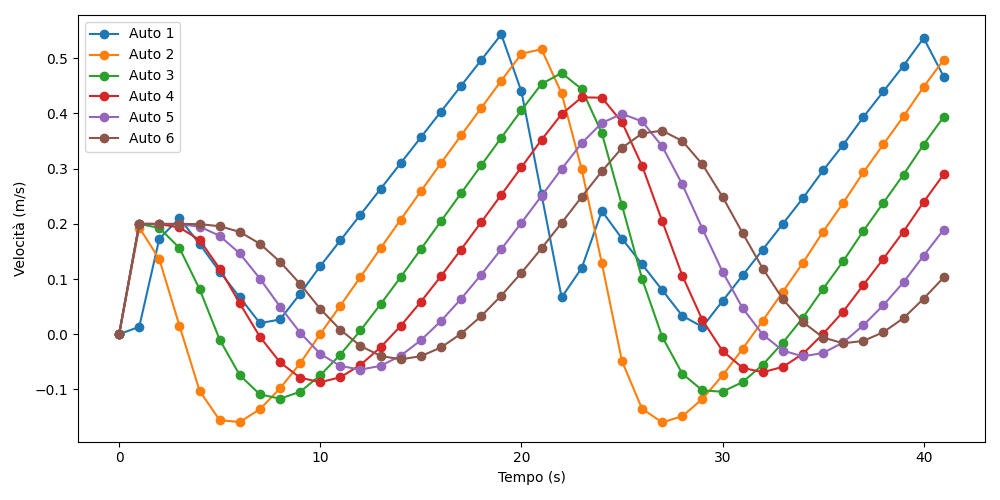 Auto 1
Auto 2
Auto 3
Auto 4
Auto 5
Auto 6
Velocità (m/s)
0.5
0.4
0.3
0.2
0.1
0.0
−0.1
0 10 20 30 40
Tempo (s)